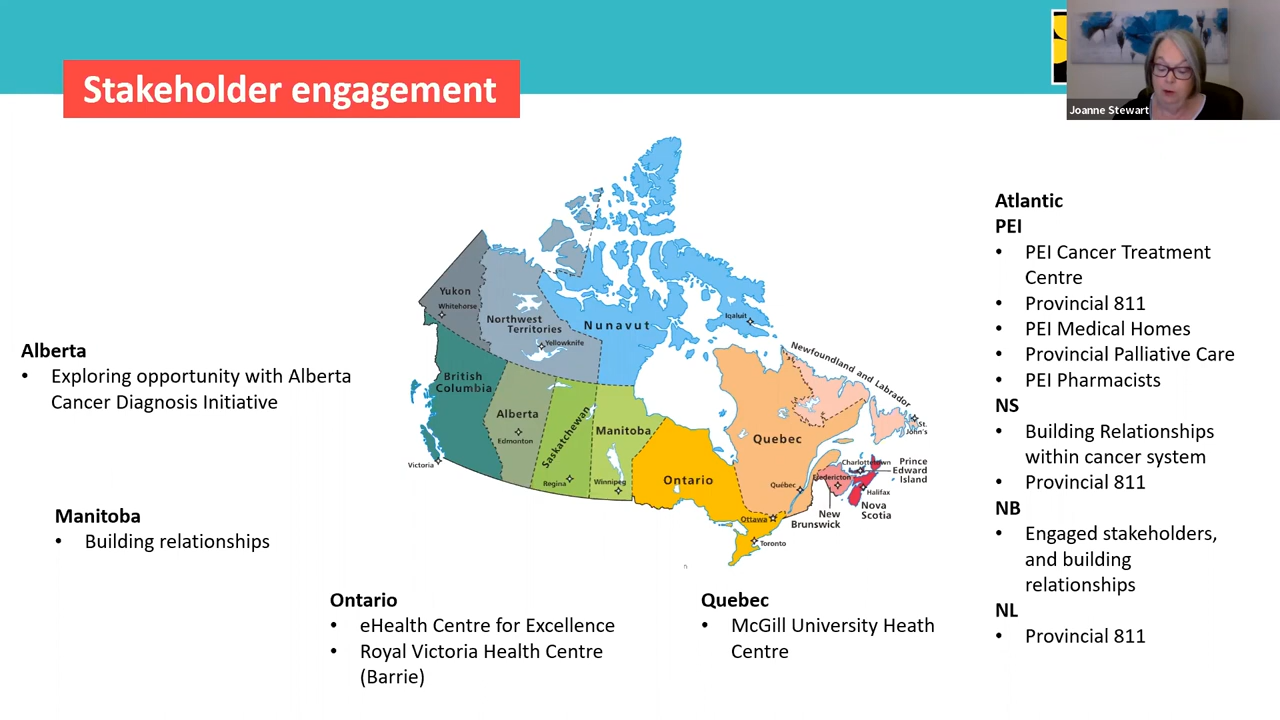 Stakeholder engagement
Joanne Stewart
Alberta
• Exploring opportunity with Alberta
Cancer Diagnosis Initiative
Manitoba
• Building relationships
Ontario
• eHealth Centre for Excellence
• Royal Victoria Health Centre
(Barrie)
Quebec
• McGill University Heath
Centre
Atlantic
PEI
• PEI Cancer Treatment
Centre
• Provincial 811
• PEI Medical Homes
• Provincial Palliative Care
• PEI Pharmacists
NS
• Building Relationships
within cancer system
• Provincial 811
NB
• Engaged stakeholders,
and building
relationships
NL
• Provincial 811
Yukon
Whitehorse
Northwest
Territories
Yellowknife
Nunavut
Iqaluit
British
Columbia
Victoria
Alberta
Edmonton
Saskatchewan
Regina
Manitoba
Winnipeg
Ontario
Ottawa
Toronto
Quebec
Québec
Newfoundland and Labrador
St.
John's
Charlottetown
Prince
Edward
Island
Fredericton
Halifax
New
Brunswick
Nova
Scotia